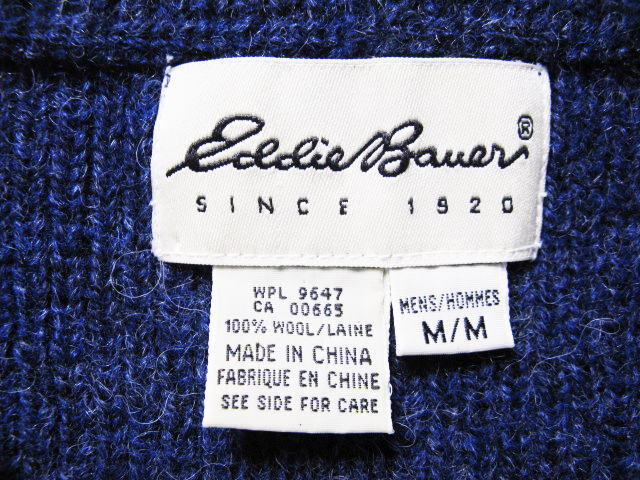 Eddie Bauer®
SINCE 1920
WPL 9647
CA 00665
100% WOOL/LAINE
MADE IN CHINA
FABRIQUE EN CHINE
SEE SIDE FOR CARE
MENS/HOMMES
M/M